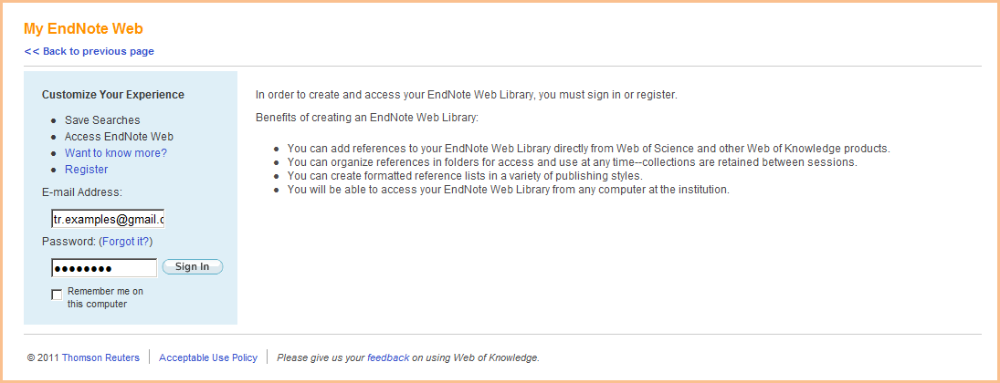 My EndNote Web
<< Back to previous page
Customize Your Experience
● Save Searches
● Access EndNote Web
● Want to know more?
● Register
E-mail Address:
tr.examples@gmail.c
Password: (Forgot it?)
●●●●●●●●
Sign In
Remember me on
this computer
In order to create and access your EndNote Web Library, you must sign in or register.
Benefits of creating an EndNote Web Library:
● You can add references to your EndNote Web Library directly from Web of Science and other Web of Knowledge products.
● You can organize references in folders for access and use at any time--collections are retained between sessions.
● You can create formatted reference lists in a variety of publishing styles.
● You will be able to access your EndNote Web Library from any computer at the institution.
© 2011 Thomson Reuters | Acceptable Use Policy | Please give us your feedback on using Web of Knowledge.